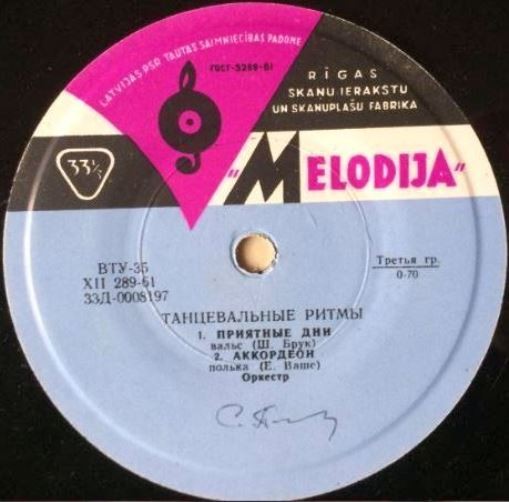 LATVIJAS PSR TAUTAS SAIMNIECĪBAS PADOME
ГОСТ-5289-61
RĪGAS
SKAŅU IERAKSTU
UN SKAŅUPLAŠU FABRIKA
33⅓
"MELODIJA"
ВТУ-35
XII 289-61
33Д-0008197
Третья гр.
0-70
ТАНЦЕВАЛЬНЫЕ РИТМЫ
1. ПРИЯТНЫЕ ДНИ
вальс (Ш. Брук)
2. АККОРДЕОН
полька (Е. Ваше)
Оркестр